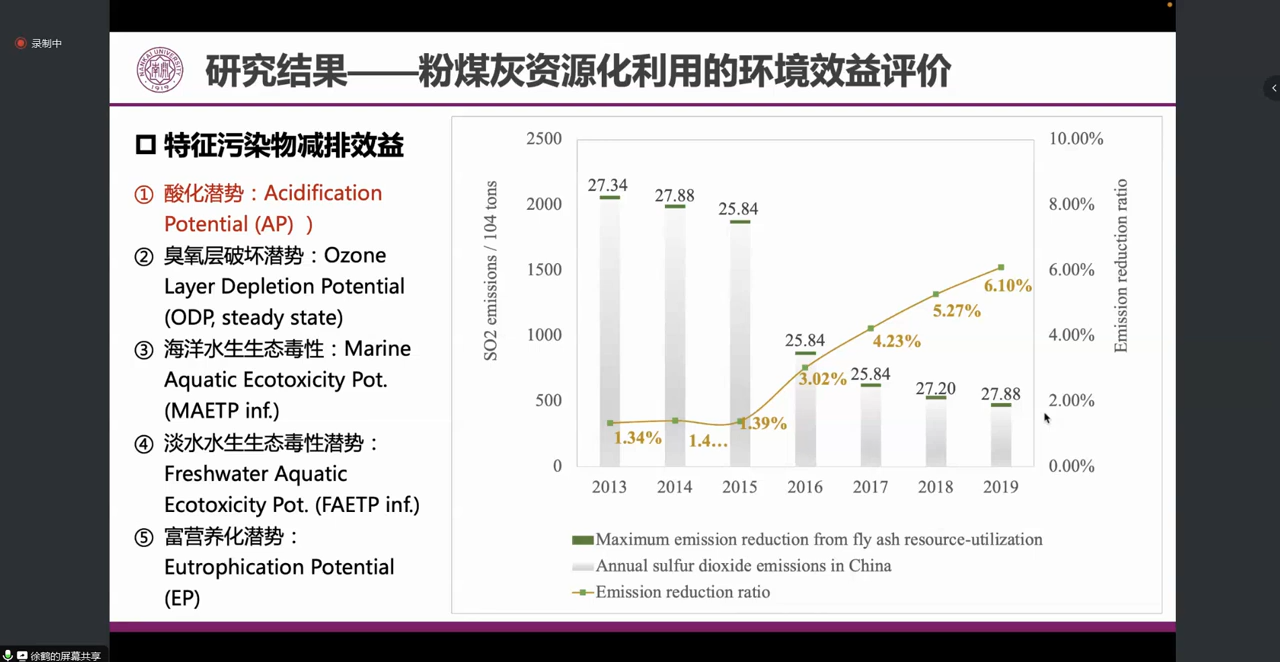 录制中
NANKAI UNIVERSITY
1919
研究结果——粉煤灰资源化利用的环境效益评价
特征污染物减排效益
① 酸化潜势：Acidification
Potential (AP) ）
② 臭氧层破坏潜势：Ozone
Layer Depletion Potential
(ODP, steady state)
③ 海洋水生生态毒性：Marine
Aquatic Ecotoxicity Pot.
(MAETP inf.)
④ 淡水水生生态毒性潜势：
Freshwater Aquatic
Ecotoxicity Pot. (FAETP inf.)
⑤ 富营养化潜势：
Eutrophication Potential
(EP)
SO2 emissions / 104 tons
2500
2000
1500
1000
500
0
27.34
27.88
25.84
25.84
25.84
27.20
27.88
1.34%
1.4…
1.39%
3.02%
4.23%
5.27%
6.10%
2013 2014 2015 2016 2017 2018 2019
10.00%
8.00%
6.00%
4.00%
2.00%
0.00%
Emission reduction ratio
Maximum emission reduction from fly ash resource-utilization
Annual sulfur dioxide emissions in China
Emission reduction ratio
徐鹤的屏幕共享